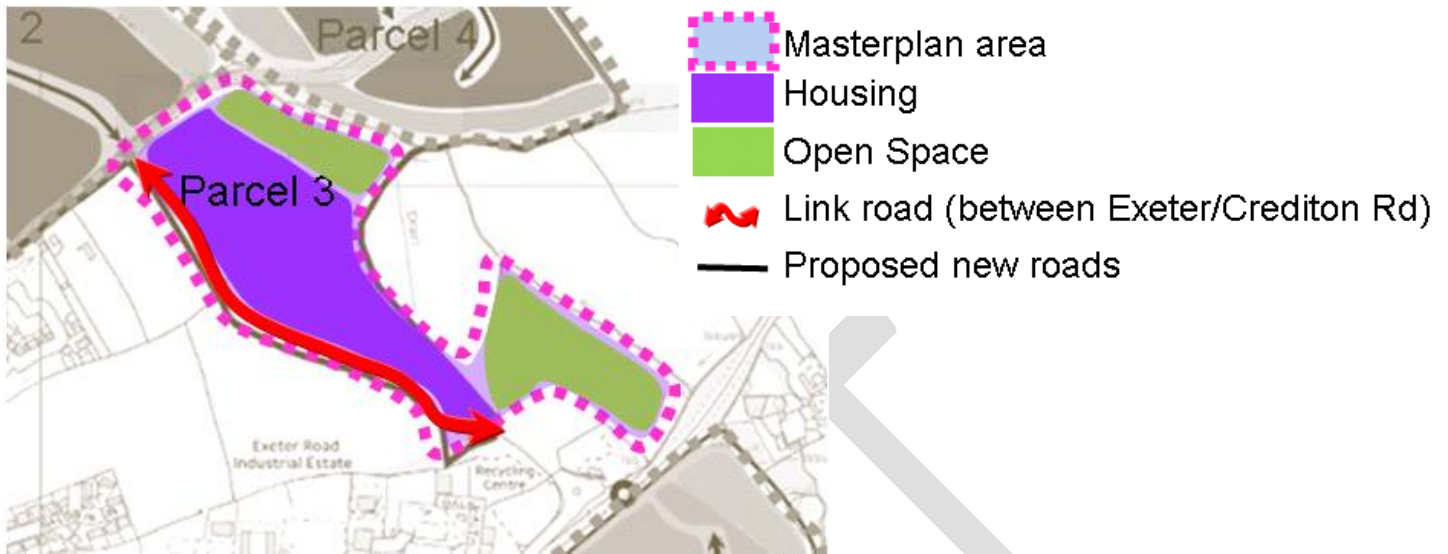 2
Parcel 4
Parcel 3
Drain
Exeter Road
Industrial Estate
Recycling
Centre
Masterplan area
Housing
Open Space
Link road (between Exeter/Crediton Rd)
Proposed new roads